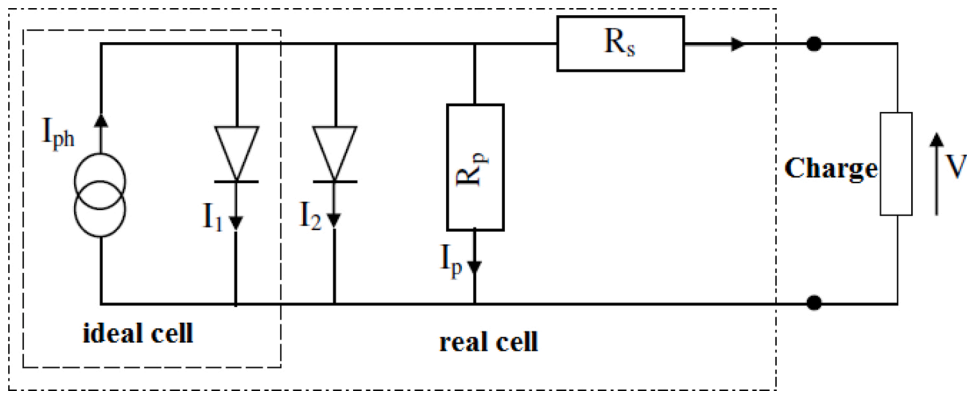 Rs
Iph
Rp
Charge
V
I1
I2
Ip
ideal cell
real cell